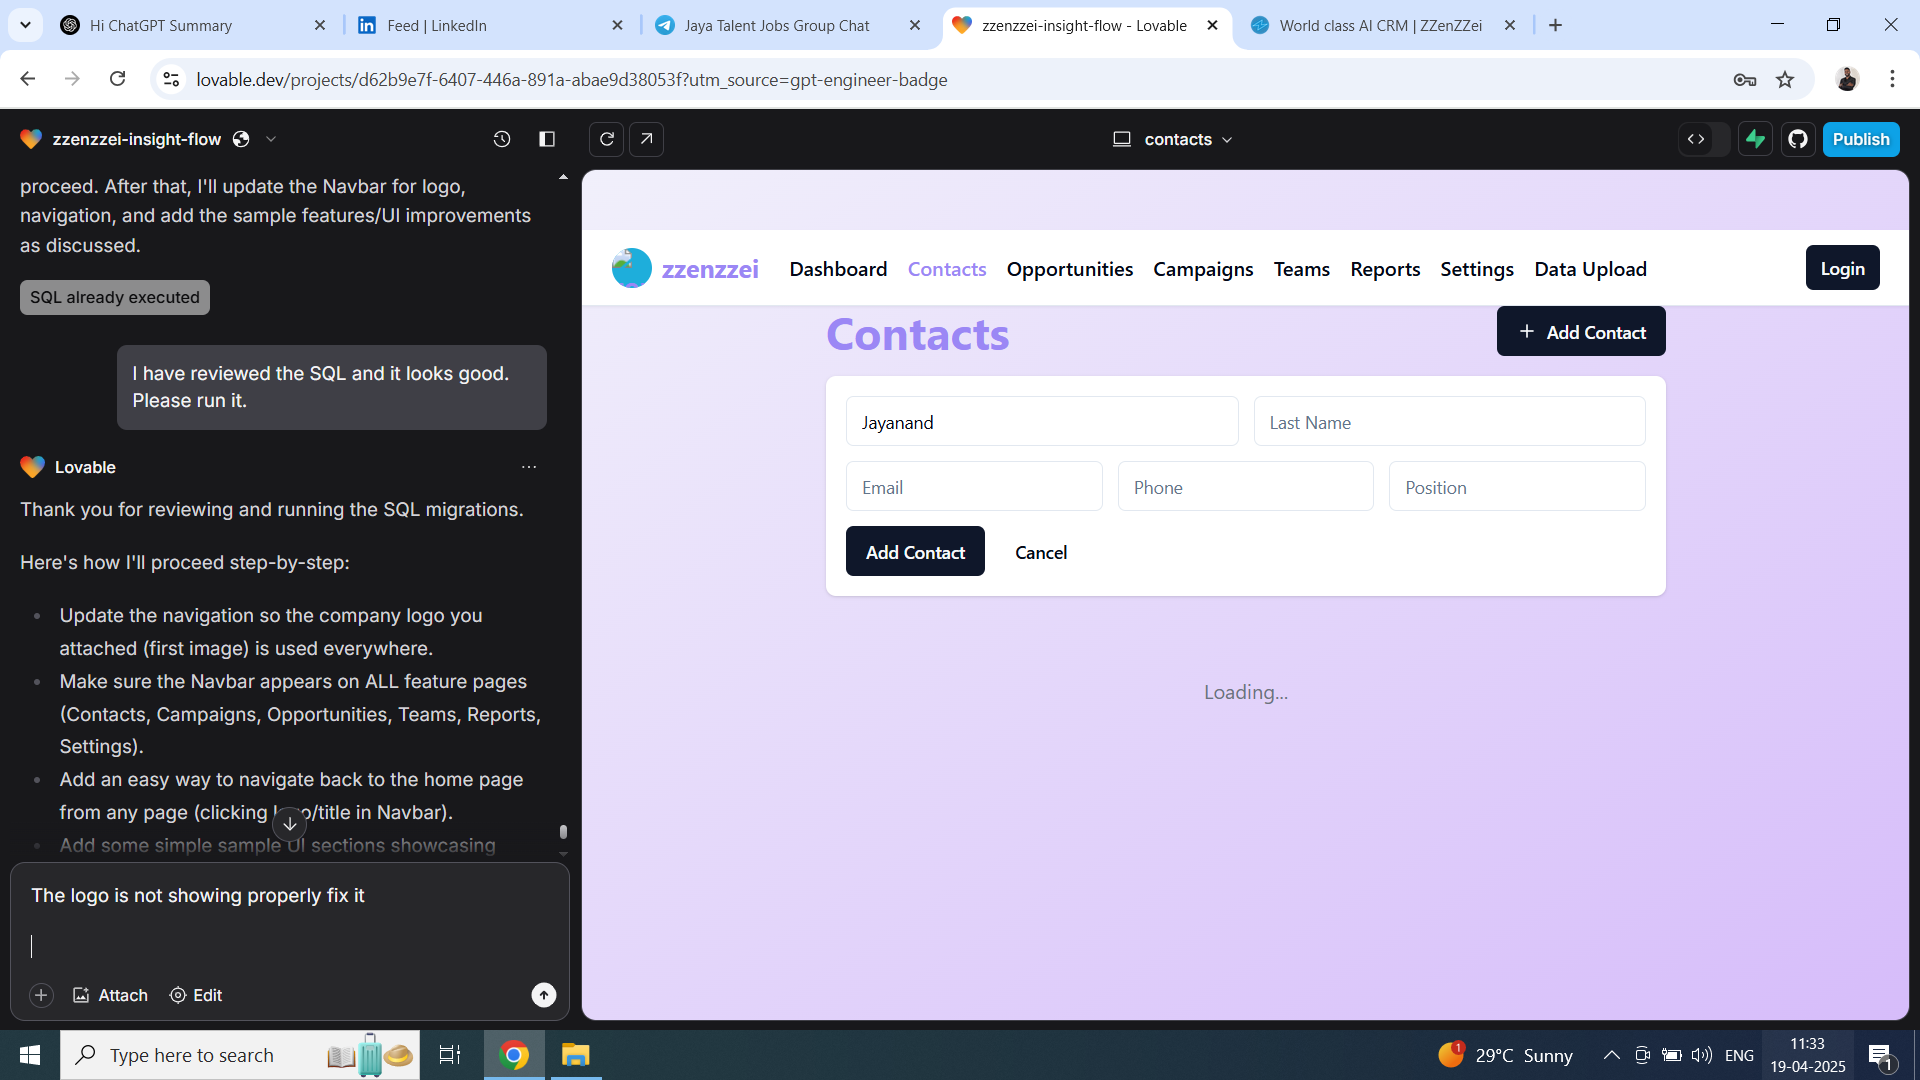 Hi ChatGPT Summary
Feed | LinkedIn
Jaya Talent Jobs Group Chat
zzenzzei-insight-flow - Lovable
World class AI CRM | ZZenZZei
lovable.dev/projects/d62b9e7f-6407-446a-891a-abae9d38053f?utm_source=gpt-engineer-badge
zzenzzei-insight-flow
contacts
Publish
proceed. After that, I'll update the Navbar for logo,
navigation, and add the sample features/UI improvements
as discussed.
SQL already executed
I have reviewed the SQL and it looks good.
Please run it.
Lovable
Thank you for reviewing and running the SQL migrations.
Here's how I'll proceed step-by-step:
Update the navigation so the company logo you
attached (first image) is used everywhere.
Make sure the Navbar appears on ALL feature pages
(Contacts, Campaigns, Opportunities, Teams, Reports,
Settings).
Add an easy way to navigate back to the home page
from any page (clicking logo/title in Navbar).
Add some simple sample UI sections showcasing
The logo is not showing properly fix it
Attach
Edit
zzenzzei
Dashboard
Contacts
Opportunities
Campaigns
Teams
Reports
Settings
Data Upload
Login
Contacts
+ Add Contact
Jayanand
Last Name
Email
Phone
Position
Add Contact
Cancel
Loading...
Type here to search
1
29°C Sunny
ENG
11:33
19-04-2025
1